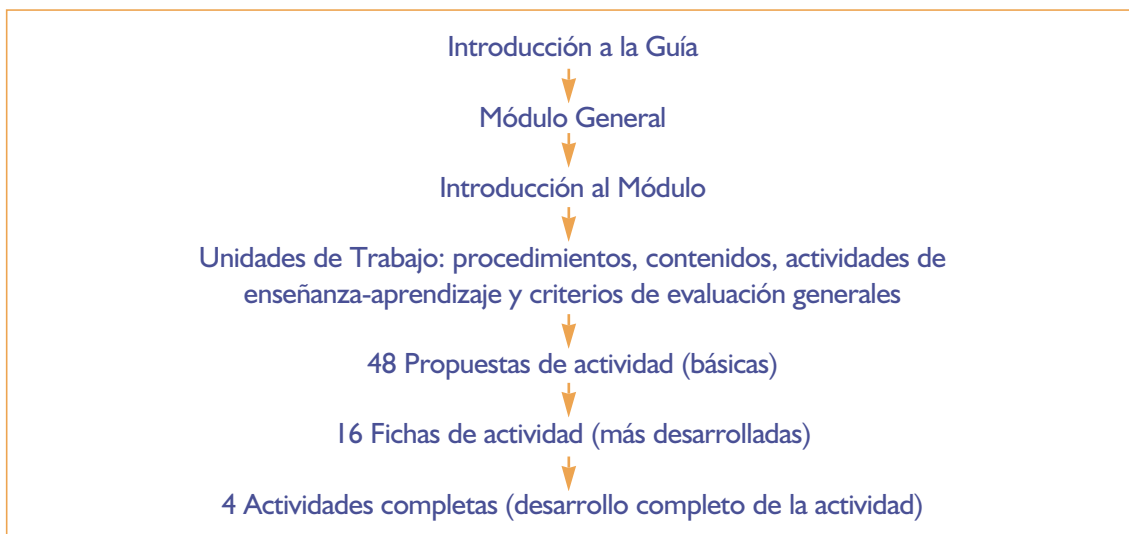 Introducción a la Guía
Módulo General
Introducción al Módulo
Unidades de Trabajo: procedimientos, contenidos, actividades de
enseñanza-aprendizaje y criterios de evaluación generales
48 Propuestas de actividad (básicas)
16 Fichas de actividad (más desarrolladas)
4 Actividades completas (desarrollo completo de la actividad)